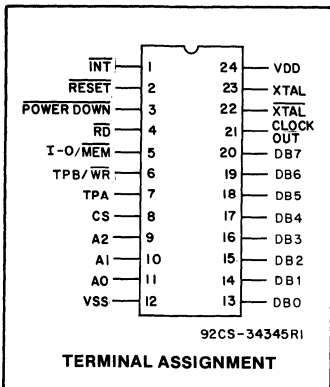 INT 1 24 VDD
RESET 2 23 XTAL
POWER DOWN 3 22 XTAL
RD 4 21 CLOCK OUT
I-O/MEM 5 20 DB7
TPB/WR 6 19 DB6
TPA 7 18 DB5
CS 8 17 DB4
A2 9 16 DB3
A1 10 15 DB2
A0 11 14 DB1
VSS 12 13 DB0
92CS-34345R1
TERMINAL ASSIGNMENT